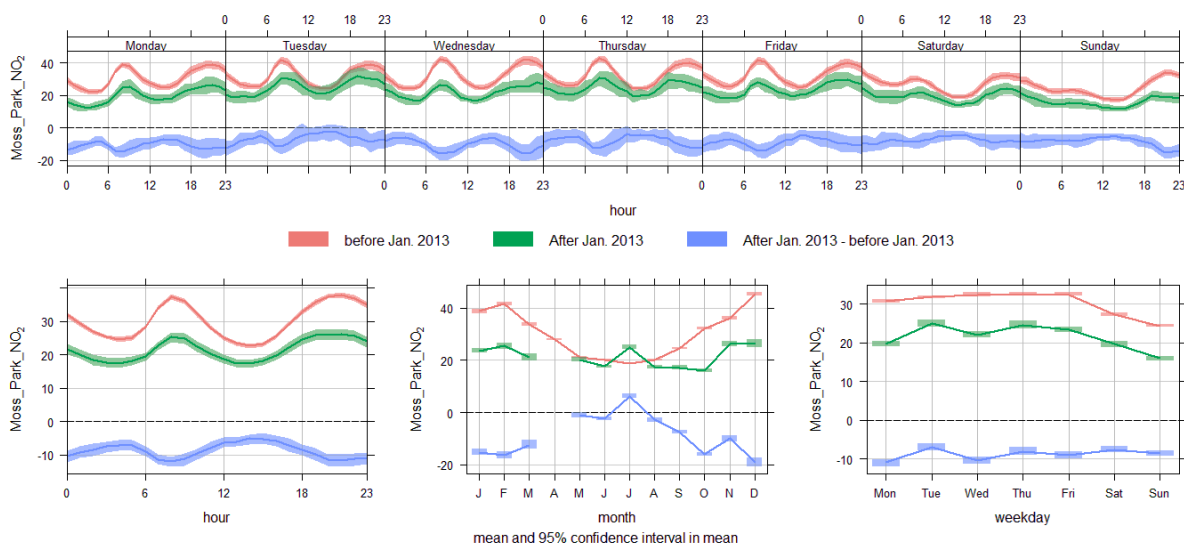 0 6 12 18 23 0 6 12 18 23 0 6 12 18 23
Monday Tuesday Wednesday Thursday Friday Saturday Sunday
Moss_Park_NO₂
40
20
0
-20
0 6 12 18 23 0 6 12 18 23 0 6 12 18 23 0 6 12 18 23
hour
before Jan. 2013 After Jan. 2013 After Jan. 2013 - before Jan. 2013
Moss_Park_NO₂
30
20
10
0
-10
0 6 12 18 23
hour
Moss_Park_NO₂
40
20
0
-20
J F M A M J J A S O N D
month
Moss_Park_NO₂
30
20
10
0
-10
Mon Tue Wed Thu Fri Sat Sun
weekday
mean and 95% confidence interval in mean